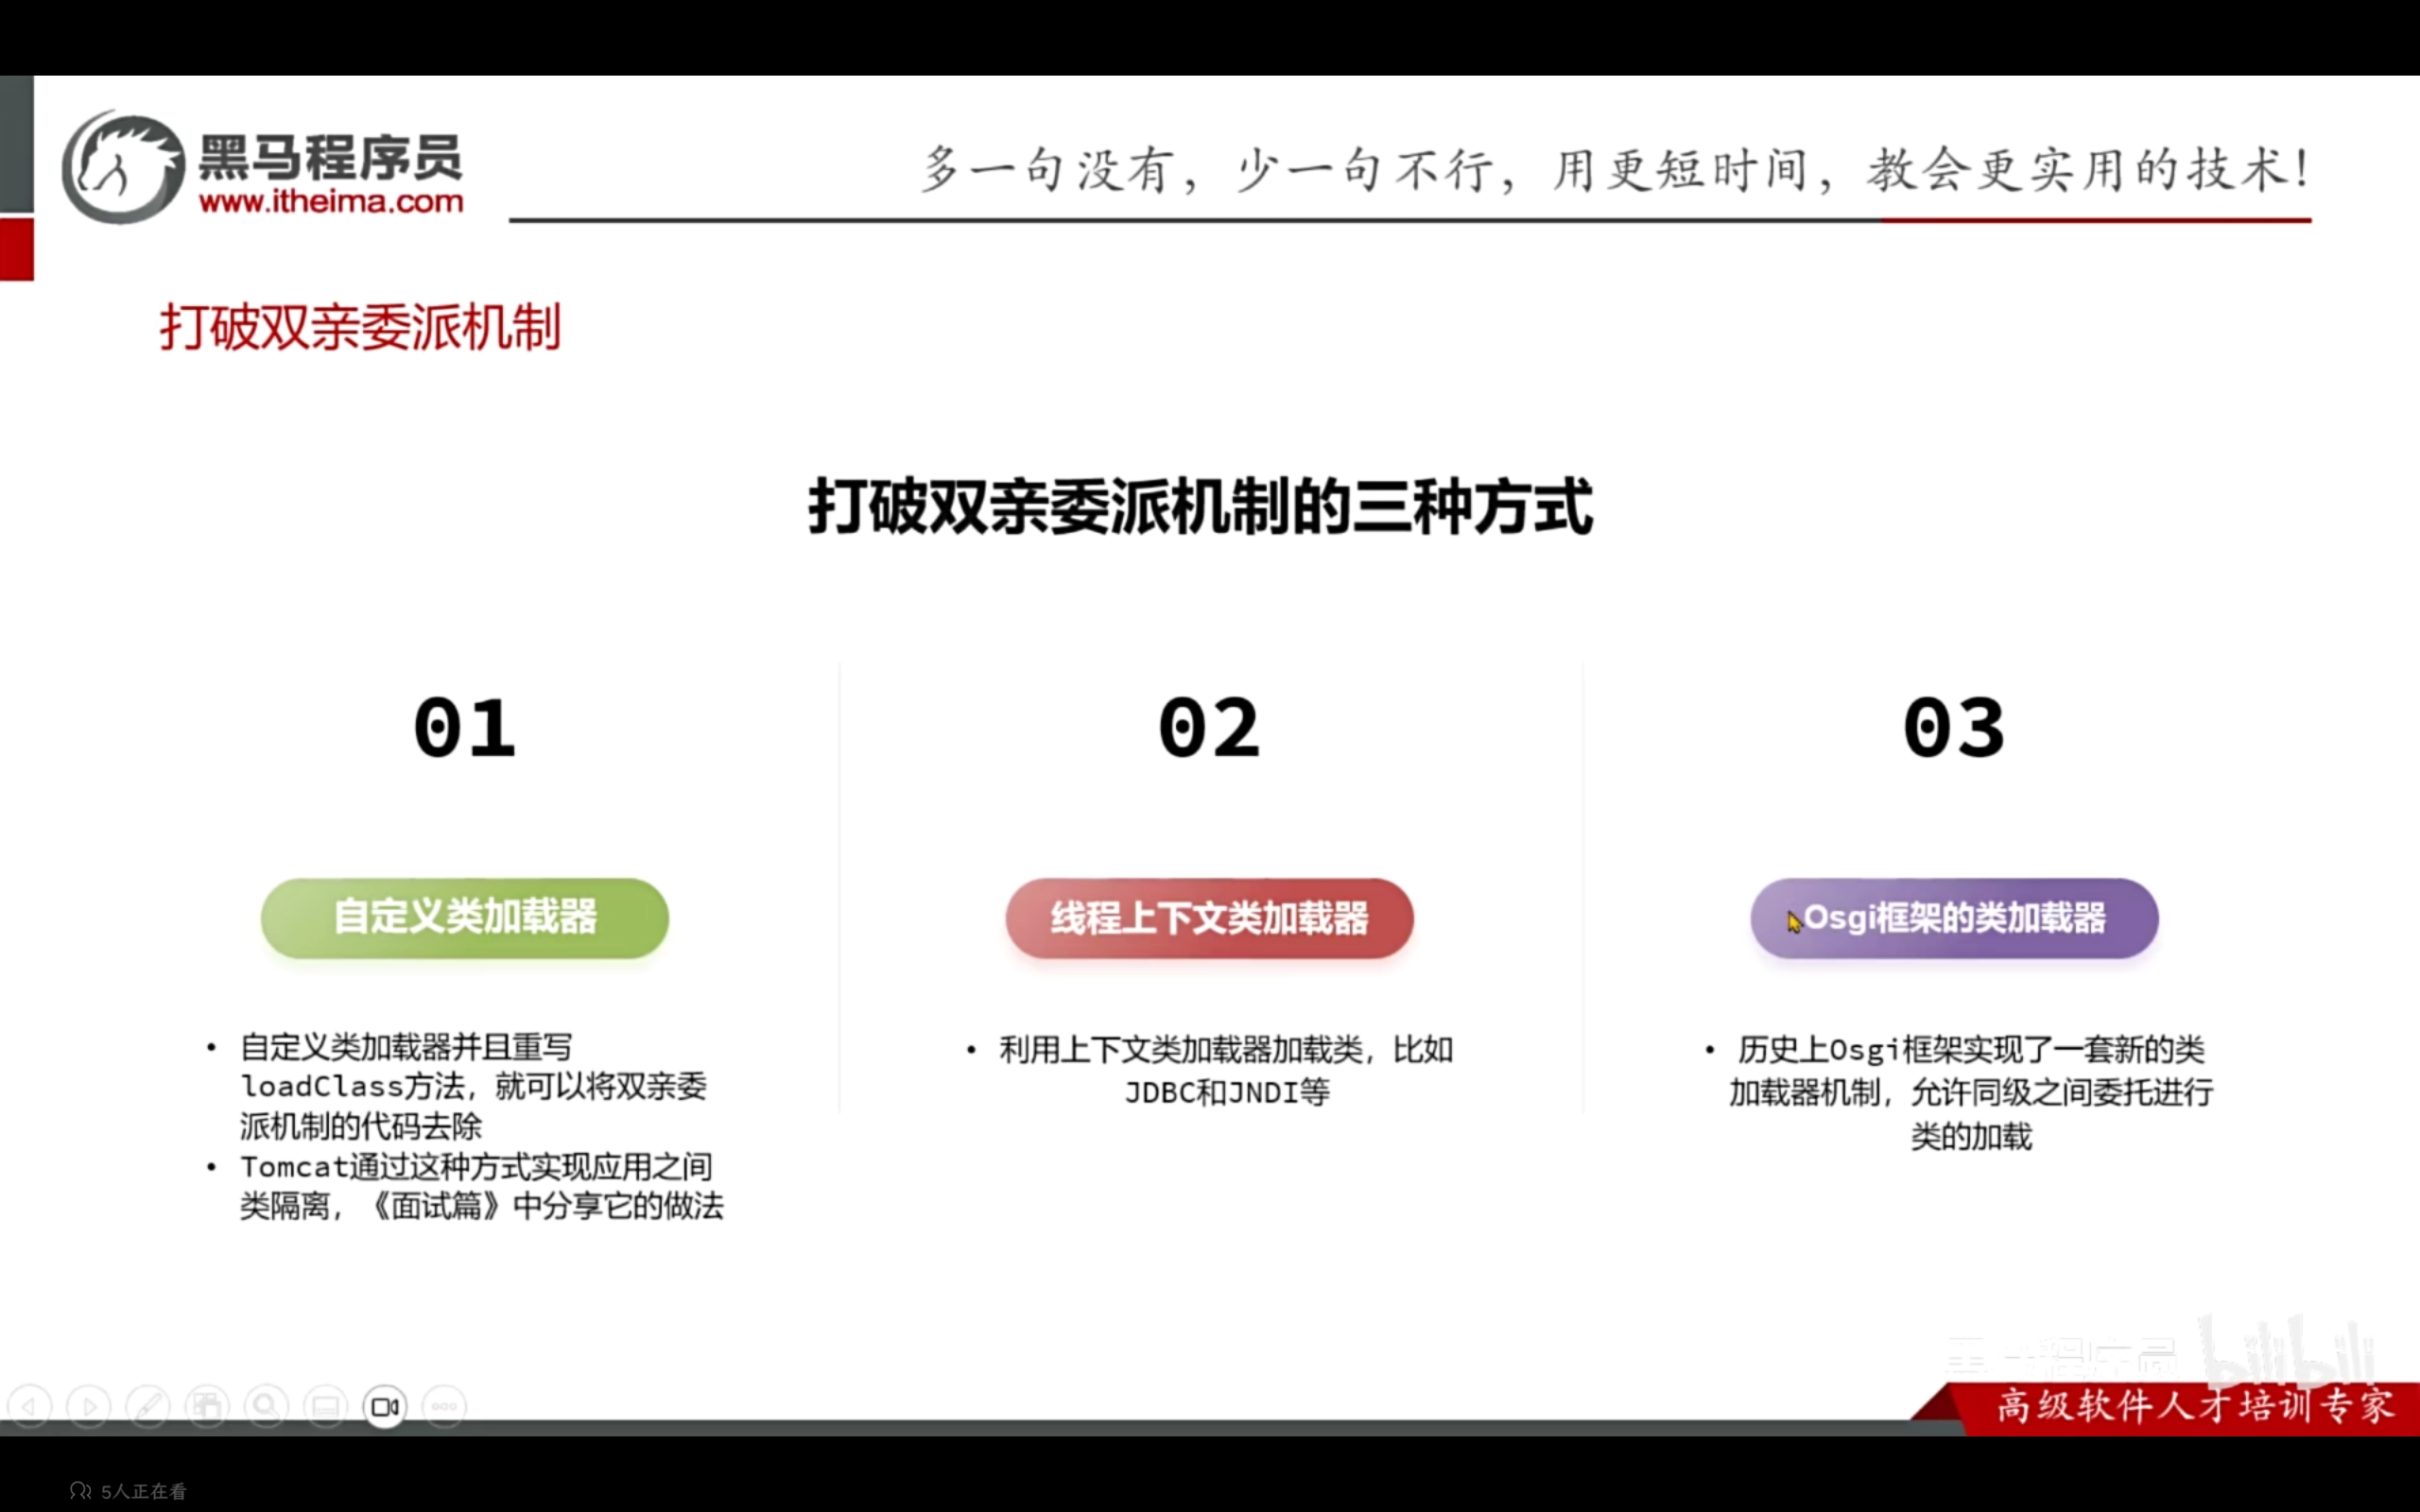 黑马程序员
www.itheima.com
多一句没有，少一句不行，用更短时间，教会更实用的技术！
打破双亲委派机制
打破双亲委派机制的三种方式
01
自定义类加载器
• 自定义类加载器并且重写
loadClass方法，就可以将双亲委
派机制的代码去除
• Tomcat通过这种方式实现应用之间
类隔离，《面试篇》中分享它的做法
02
线程上下文类加载器
• 利用上下文类加载器加载类，比如
JDBC和JNDI等
03
Osgi框架的类加载器
• 历史上Osgi框架实现了一套新的类
加载器机制，允许同级之间委托进行
类的加载
黑马程序员 bilibili
高级软件人才培训专家
5人正在看